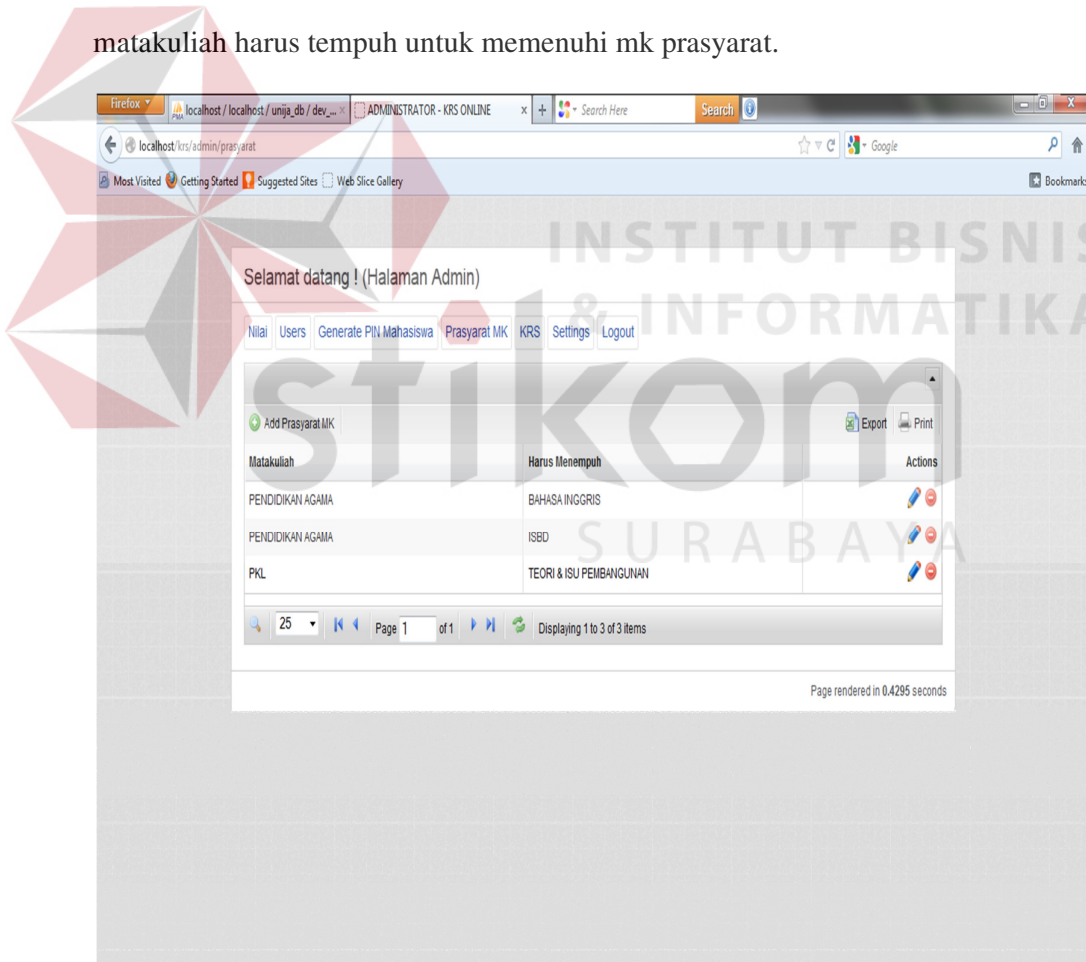 matakuliah harus tempuh untuk memenuhi mk prasyarat.
Firefox
localhost / localhost / unija_db / dev_... × ADMINISTRATOR - KRS ONLINE × + Search Here Search
localhost/krs/admin/prasyarat Google
Most Visited Getting Started Suggested Sites Web Slice Gallery Bookmarks
INSTITUT BISNIS
& INFORMATIKA
stikom
SURABAYA
Selamat datang ! (Halaman Admin)
Nilai Users Generate PIN Mahasiswa Prasyarat MK KRS Settings Logout
Add Prasyarat MK Export Print
Matakuliah Harus Menempuh Actions
PENDIDIKAN AGAMA BAHASA INGGRIS
PENDIDIKAN AGAMA ISBD
PKL TEORI & ISU PEMBANGUNAN
25 Page 1 of 1 Displaying 1 to 3 of 3 items
Page rendered in 0.4295 seconds